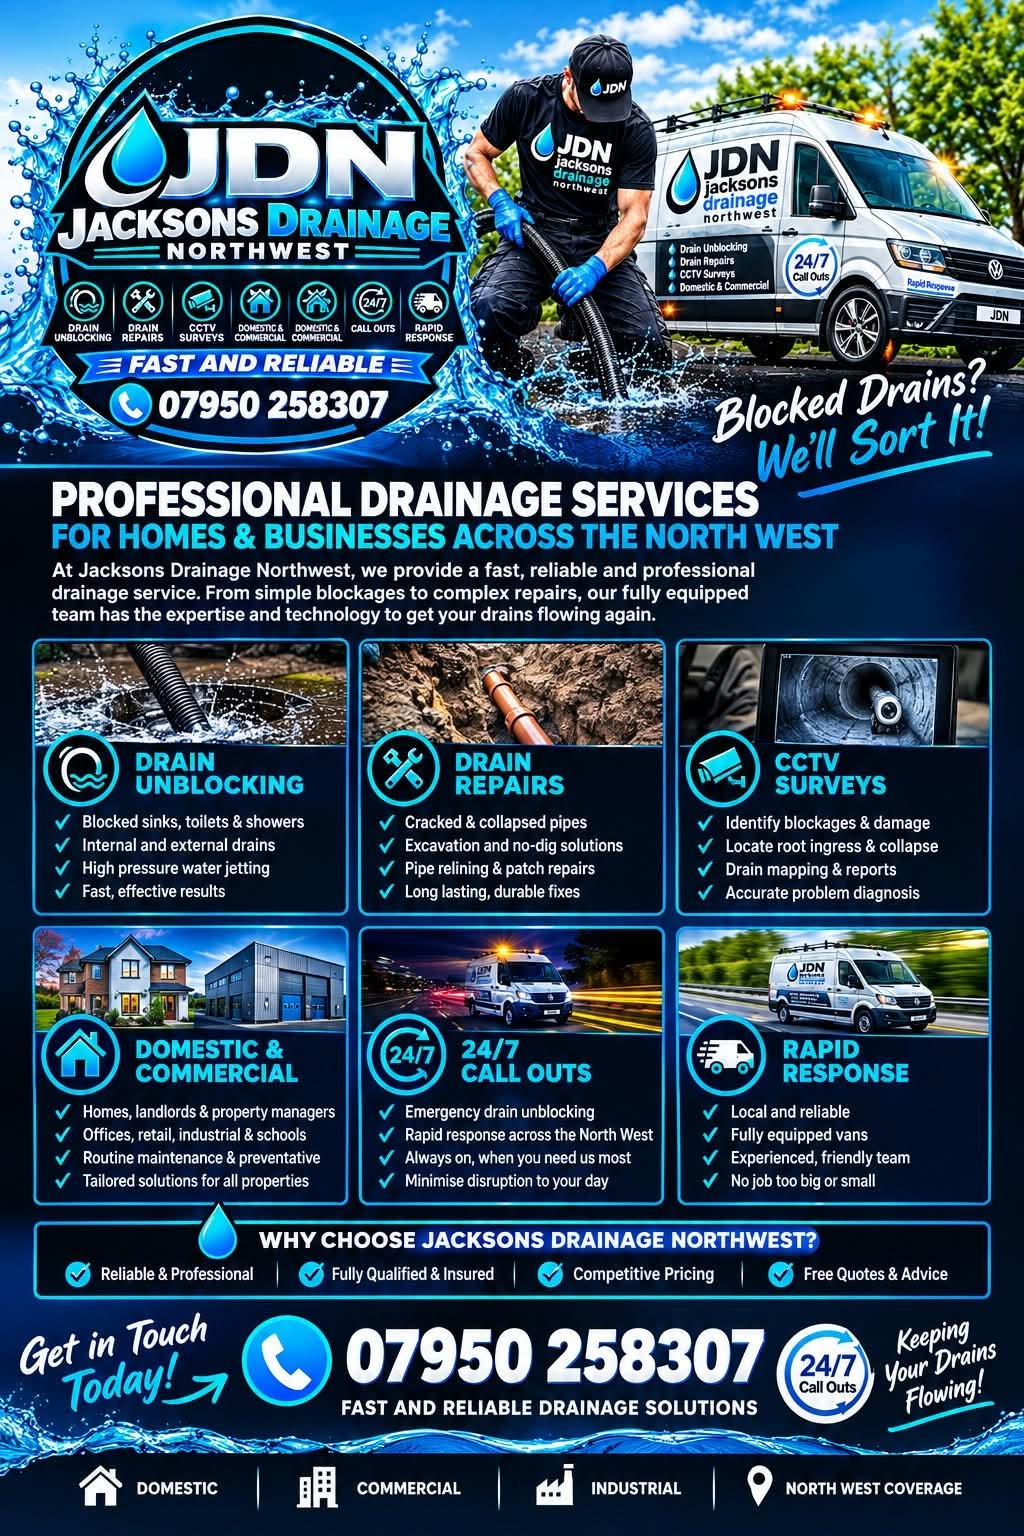 JDN
JACKSONS DRAINAGE
NORTHWEST
DRAIN UNBLOCKING
DRAIN REPAIRS
CCTV SURVEYS
DOMESTIC & COMMERCIAL
DOMESTIC & COMMERCIAL
CALL OUTS
24/7
RAPID RESPONSE
FAST AND RELIABLE
07950 258307
JDN
JDN
jacksons
drainage
northwest
JDN
jacksons
drainage
northwest
Drain Unblocking
Drain Repairs
CCTV Surveys
Domestic & Commercial
24/7
Call Outs
Rapid Response
JDN
Blocked Drains?
We'll Sort It!
PROFESSIONAL DRAINAGE SERVICES
FOR HOMES & BUSINESSES ACROSS THE NORTH WEST
At Jacksons Drainage Northwest, we provide a fast, reliable and professional
drainage service. From simple blockages to complex repairs, our fully equipped
team has the expertise and technology to get your drains flowing again.
DRAIN
UNBLOCKING
Blocked sinks, toilets & showers
Internal and external drains
High pressure water jetting
Fast, effective results
DRAIN
REPAIRS
Cracked & collapsed pipes
Excavation and no-dig solutions
Pipe relining & patch repairs
Long lasting, durable fixes
CCTV
SURVEYS
Identify blockages & damage
Locate root ingress & collapse
Drain mapping & reports
Accurate problem diagnosis
DOMESTIC &
COMMERCIAL
Homes, landlords & property managers
Offices, retail, industrial & schools
Routine maintenance & preventative
Tailored solutions for all properties
JDN
24/7
24/7
CALL OUTS
Emergency drain unblocking
Rapid response across the North West
Always on, when you need us most
Minimise disruption to your day
JDN
RAPID
RESPONSE
Local and reliable
Fully equipped vans
Experienced, friendly team
No job too big or small
WHY CHOOSE JACKSONS DRAINAGE NORTHWEST?
Reliable & Professional
Fully Qualified & Insured
Competitive Pricing
Free Quotes & Advice
Get in Touch
Today!
07950 258307
FAST AND RELIABLE DRAINAGE SOLUTIONS
24/7
Call Outs
Keeping
Your Drains
Flowing!
DOMESTIC
COMMERCIAL
INDUSTRIAL
NORTH WEST COVERAGE